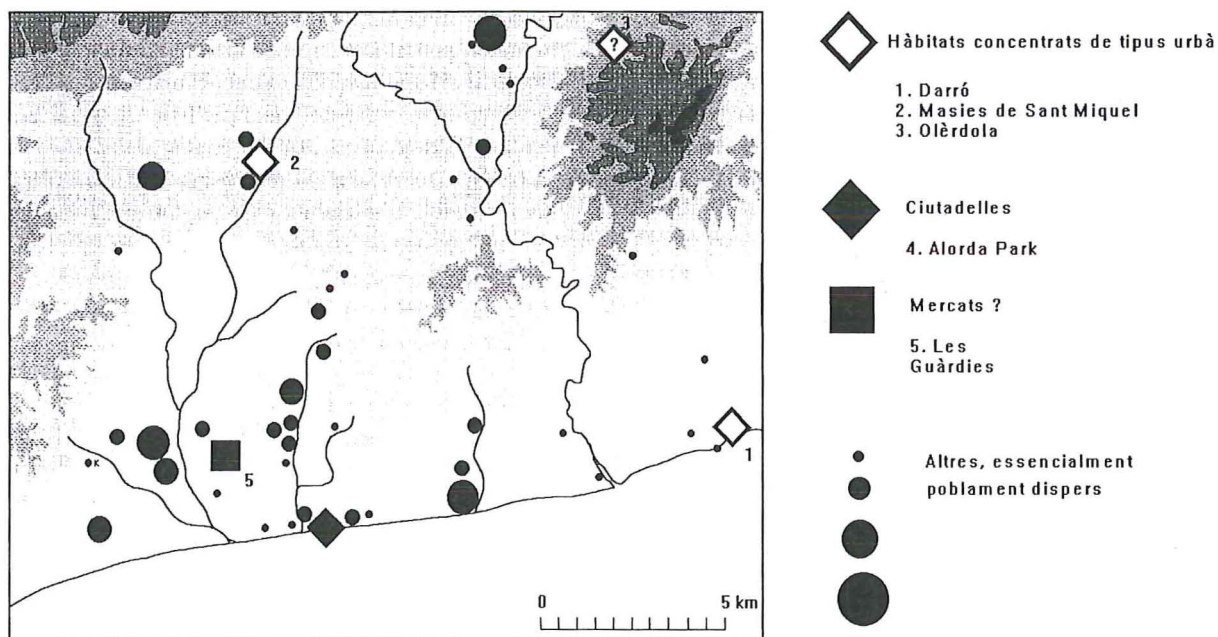 3
?
2
5
1
K
0 5 km
Hàbitats concentrats de tipus urbà
1. Darró
2. Masies de Sant Miquel
3. Olèrdola
Ciutadelles
4. Alorda Park
Mercats ?
5. Les
Guàrdies
Altres, essencialment
poblament dispers